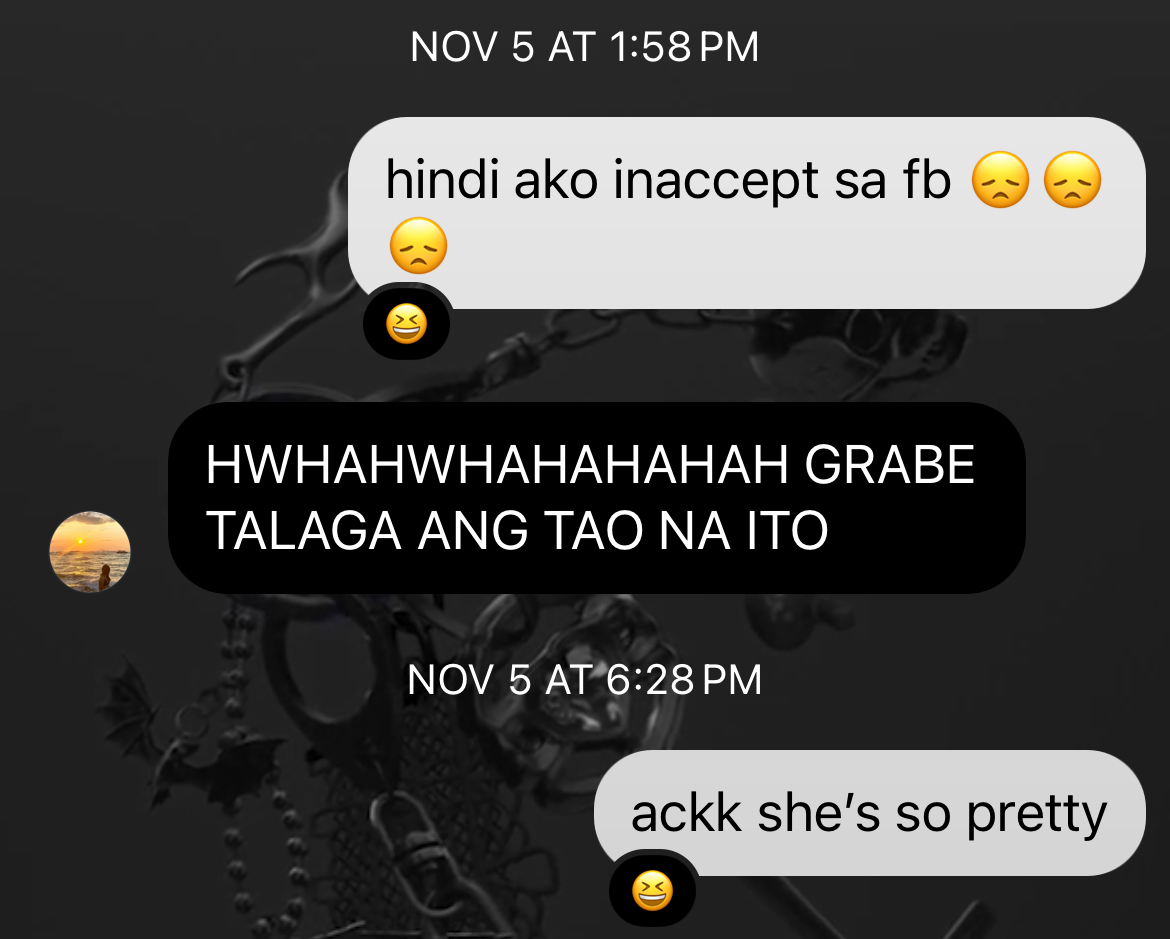 NOV 5 AT 1:58 PM
hindi ako inaccept sa fb 😞😞
😞
😆
HWHAHWHAHAHAHAH GRABE
TALAGA ANG TAO NA ITO
NOV 5 AT 6:28 PM
ackk she’s so pretty
😆